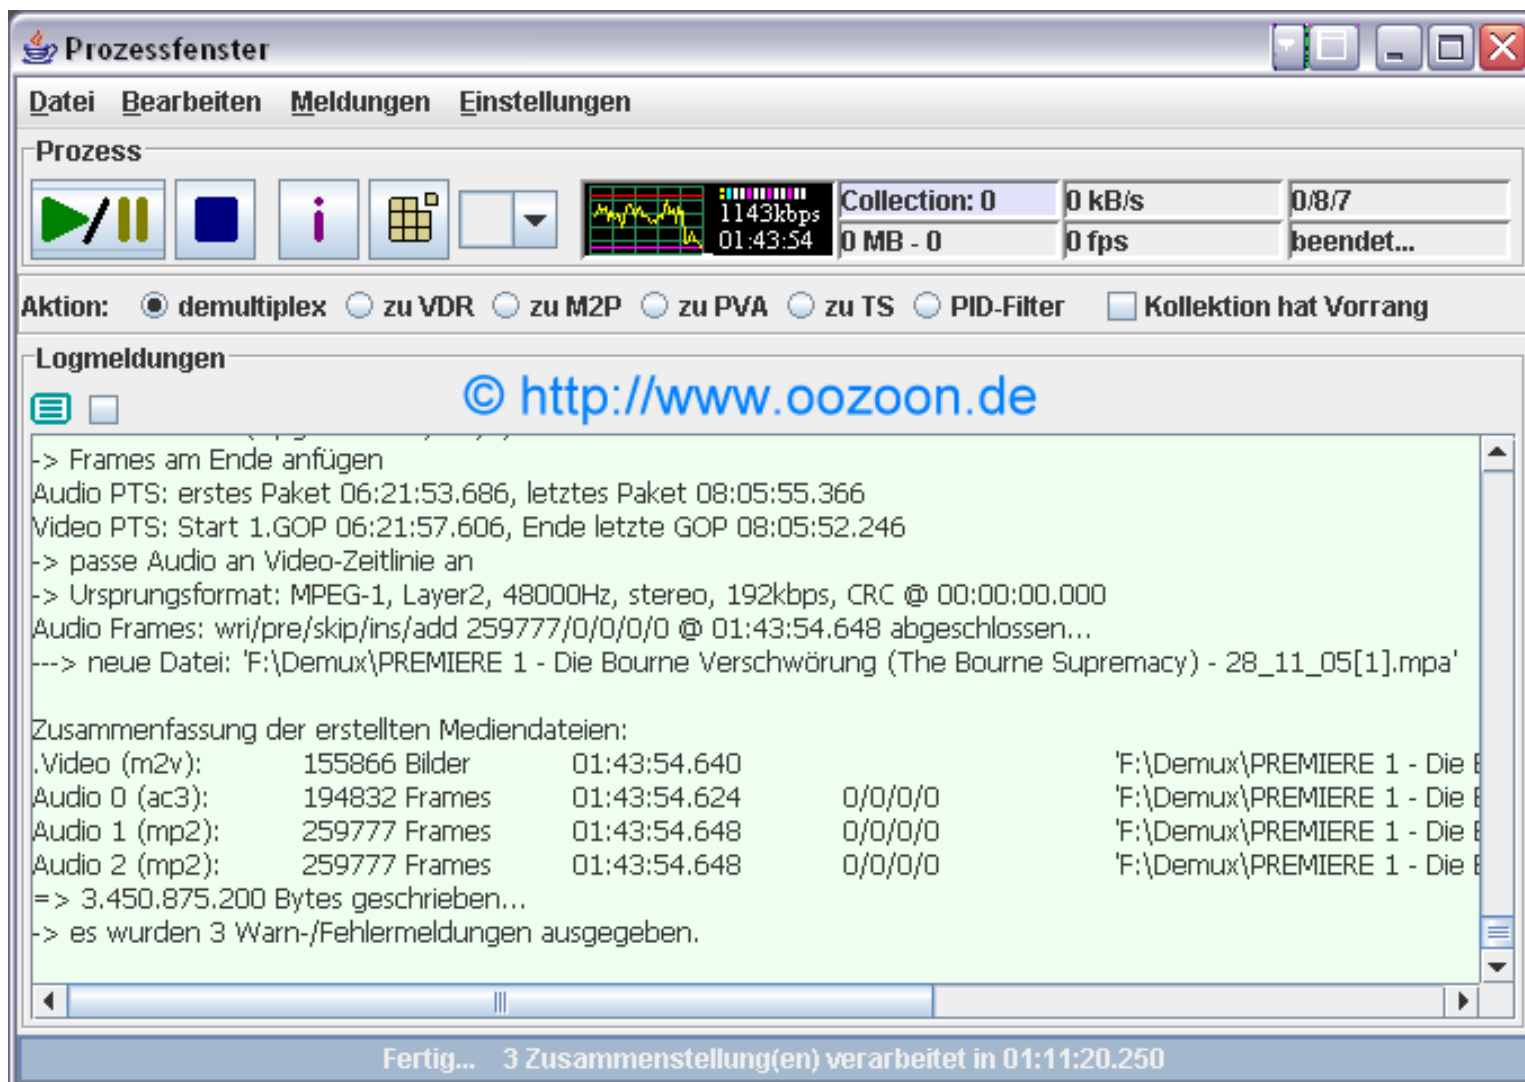 Prozessfenster
Datei Bearbeiten Meldungen Einstellungen
Prozess
1143kbps
01:43:54
Collection: 0 0 kB/s 0/8/7
0 MB - 0 0 fps beendet...
Aktion: demultiplex zu VDR zu M2P zu PVA zu TS PID-Filter Kollektion hat Vorrang
Logmeldungen
© http://www.oozoon.de
-> Frames am Ende anfügen
Audio PTS: erstes Paket 06:21:53.686, letztes Paket 08:05:55.366
Video PTS: Start 1.GOP 06:21:57.606, Ende letzte GOP 08:05:52.246
-> passe Audio an Video-Zeitlinie an
-> Ursprungsformat: MPEG-1, Layer2, 48000Hz, stereo, 192kbps, CRC @ 00:00:00.000
Audio Frames: wri/pre/skip/ins/add 259777/0/0/0/0 @ 01:43:54.648 abgeschlossen...
---> neue Datei: 'F:\Demux\PREMIERE 1 - Die Bourne Verschwörung (The Bourne Supremacy) - 28_11_05[1].mpa'
Zusammenfassung der erstellten Mediendateien:
.Video (m2v): 155866 Bilder 01:43:54.640 'F:\Demux\PREMIERE 1 - Die
Audio 0 (ac3): 194832 Frames 01:43:54.624 0/0/0/0 'F:\Demux\PREMIERE 1 - Die
Audio 1 (mp2): 259777 Frames 01:43:54.648 0/0/0/0 'F:\Demux\PREMIERE 1 - Die
Audio 2 (mp2): 259777 Frames 01:43:54.648 0/0/0/0 'F:\Demux\PREMIERE 1 - Die
=> 3.450.875.200 Bytes geschrieben...
-> es wurden 3 Warn-/Fehlermeldungen ausgegeben.
Fertig... 3 Zusammenstellung(en) verarbeitet in 01:11:20.250